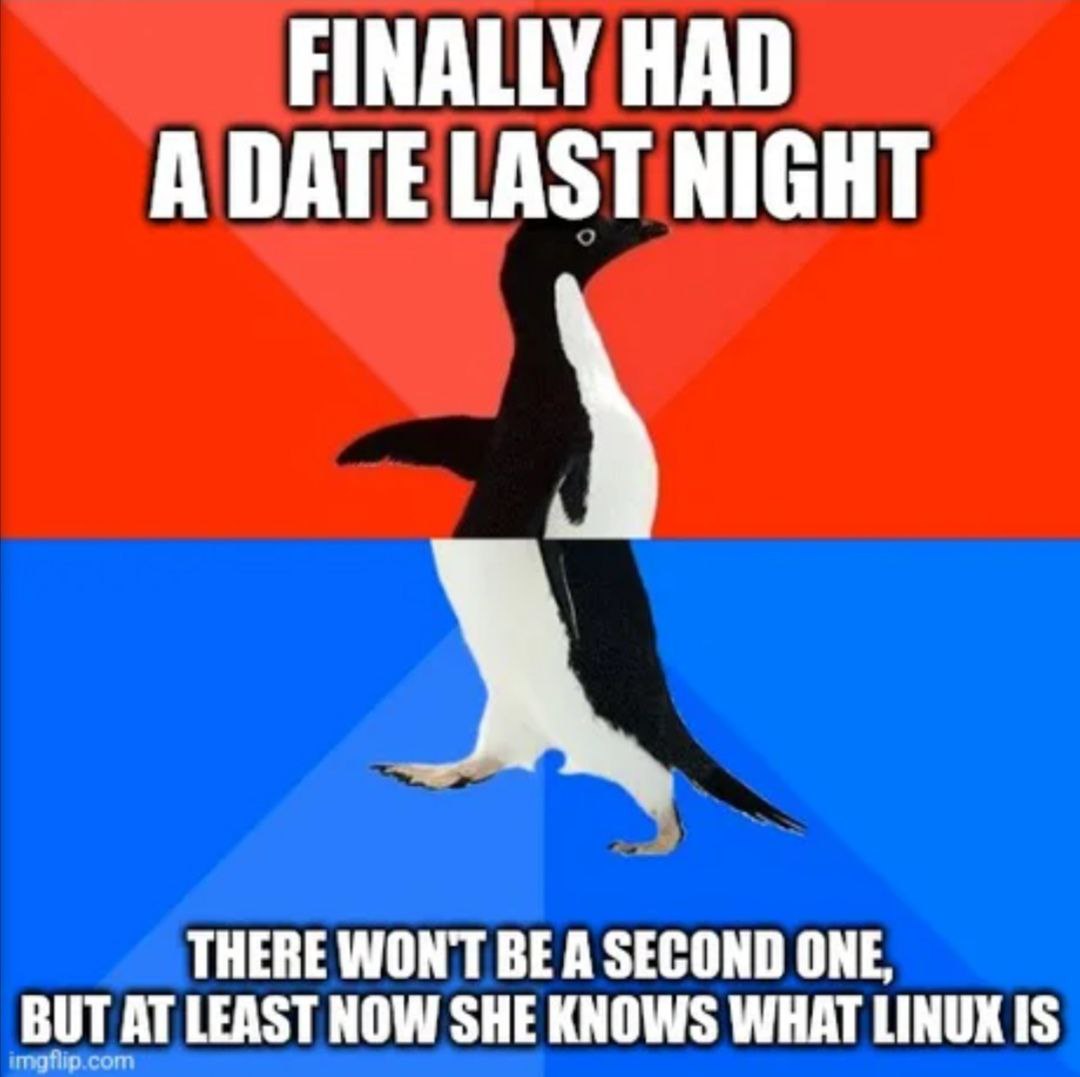 FINALLY HAD
A DATE LAST NIGHT
THERE WON'T BE A SECOND ONE,
BUT AT LEAST NOW SHE KNOWS WHAT LINUX IS
imgflip.com